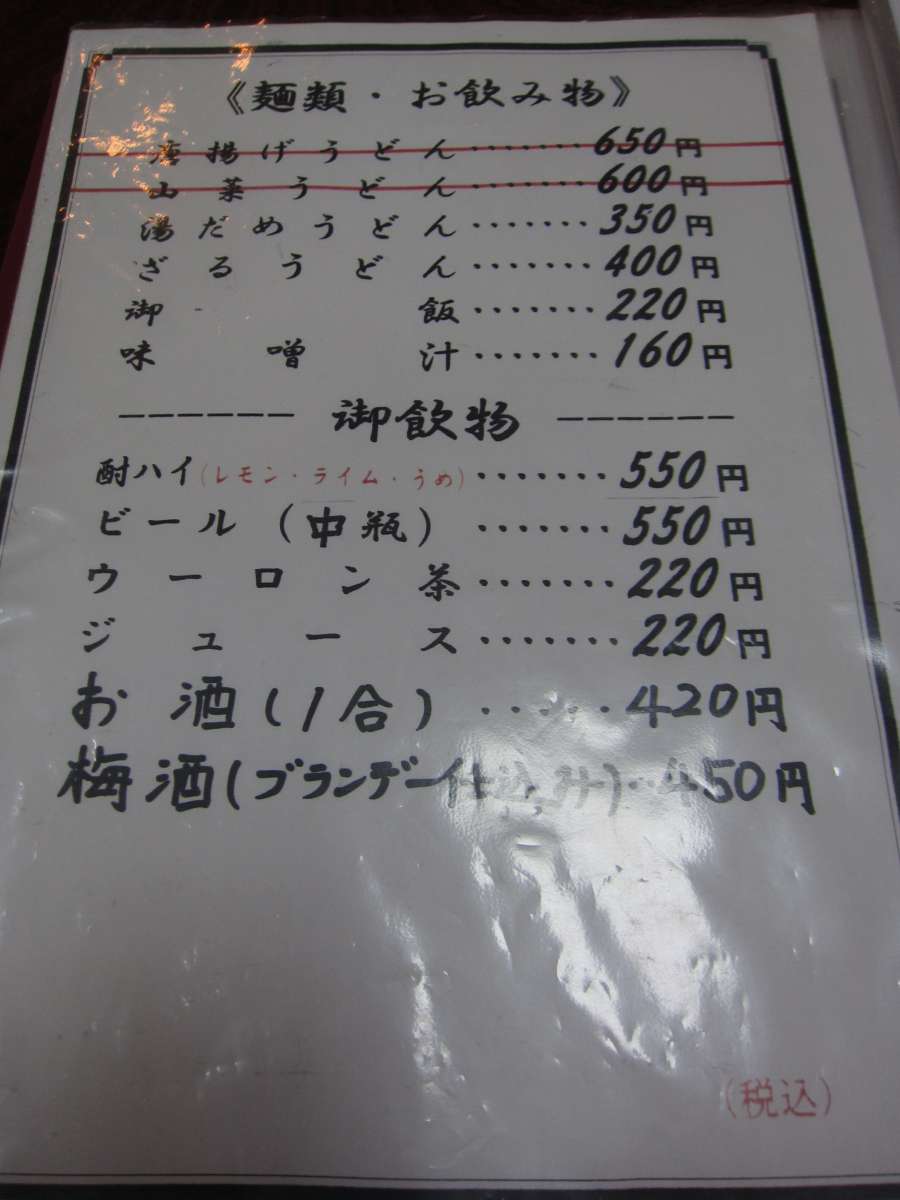 《麺類・お飲み物》
唐揚げうどん・・・・・・・650円
山菜うどん・・・・・・・600円
湯だめうどん・・・・・・・350円
ざるうどん・・・・・・・400円
御飯・・・・・・・220円
味噌汁・・・・・・・160円
------ 御飲物 ------
酎ハイ(レモン・ライム・うめ)・・・・・・・550円
ビール(中瓶)・・・・・・・550円
ウーロン茶・・・・・・・220円
ジュース・・・・・・・220円
お酒(1合)・・・・・420円
梅酒(ブランデー仕込み)・・450円
(税込)